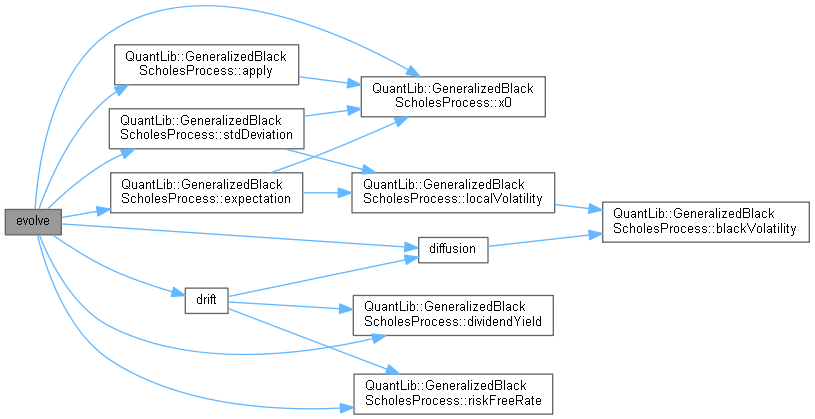 QuantLib::GeneralizedBlack
ScholesProcess::apply
QuantLib::GeneralizedBlack
ScholesProcess::x0
QuantLib::GeneralizedBlack
ScholesProcess::stdDeviation
QuantLib::GeneralizedBlack
ScholesProcess::expectation
QuantLib::GeneralizedBlack
ScholesProcess::localVolatility
evolve
QuantLib::GeneralizedBlack
ScholesProcess::blackVolatility
diffusion
drift
QuantLib::GeneralizedBlack
ScholesProcess::dividendYield
QuantLib::GeneralizedBlack
ScholesProcess::riskFreeRate